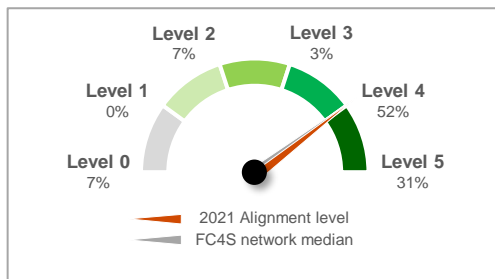 Level 2
7%
Level 3
3%
Level 1
0%
Level 4
52%
Level 0
7%
Level 5
31%
2021 Alignment level
FC4S network median